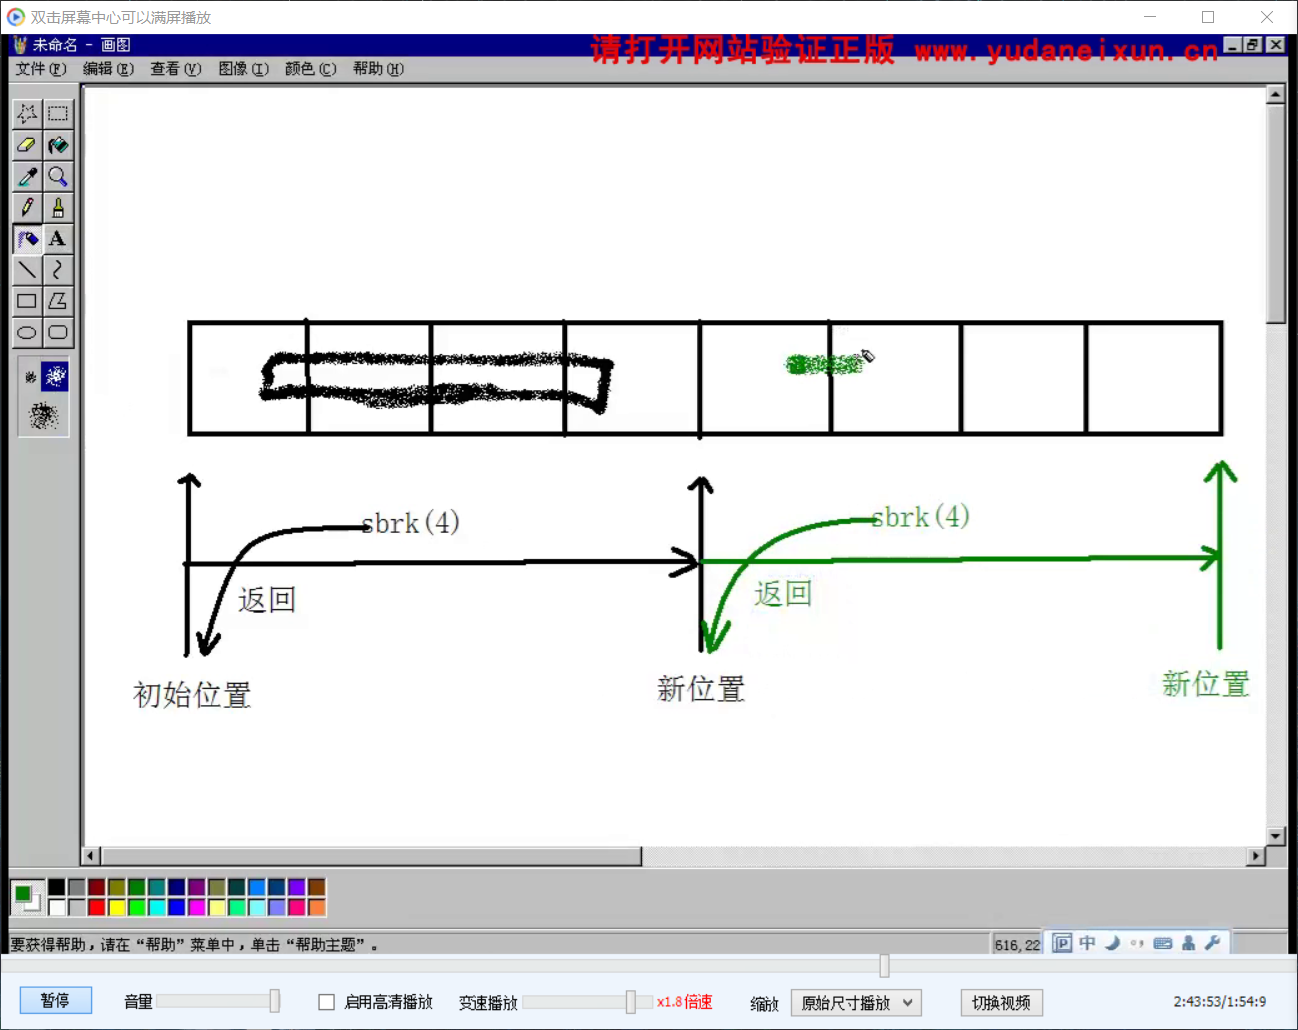 双击屏幕中心可以满屏播放
未命名 - 画图
请打开网站验证正版 www.yudaneixun.cn
文件(F) 编辑(E) 查看(V) 图像(I) 颜色(C) 帮助(H)
A
sbrk(4)
sbrk(4)
返回
返回
初始位置
新位置
新位置
要获得帮助，请在“帮助”菜单中，单击“帮助主题”。
616,22
P 中
暂停
音量
启用高清播放
变速播放
x1.8倍速
缩放
原始尺寸播放
切换视频
2:43:53/1:54:9